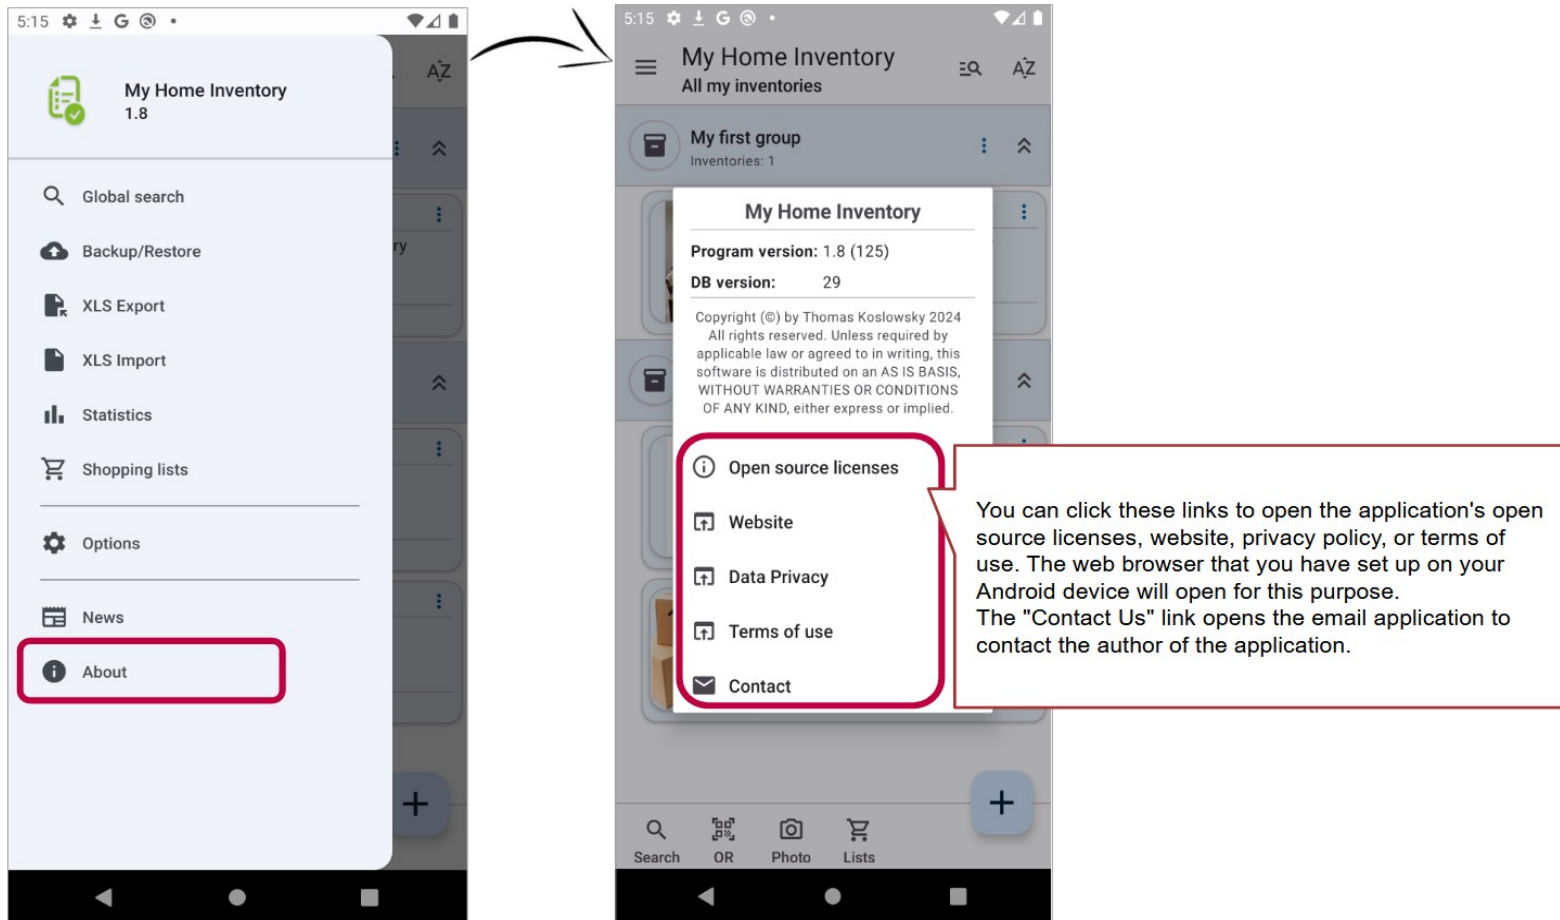 5:15
My Home Inventory
1.8
Global search
Backup/Restore
XLS Export
XLS Import
Statistics
Shopping lists
Options
News
About
AZ
ry
5:15
My Home Inventory
All my inventories
AZ
My first group
Inventories: 1
My Home Inventory
Program version: 1.8 (125)
DB version: 29
Copyright (©) by Thomas Koslowsky 2024
All rights reserved. Unless required by
applicable law or agreed to in writing, this
software is distributed on an AS IS BASIS,
WITHOUT WARRANTIES OR CONDITIONS
OF ANY KIND, either express or implied.
Open source licenses
Website
Data Privacy
Terms of use
Contact
Search
QR
Photo
Lists
You can click these links to open the application's open
source licenses, website, privacy policy, or terms of
use. The web browser that you have set up on your
Android device will open for this purpose.
The "Contact Us" link opens the email application to
contact the author of the application.